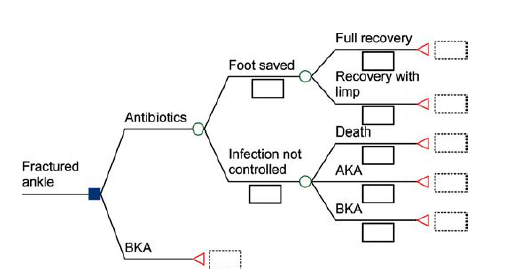 Full recovery
Foot saved
Recovery with
limp
Antibiotics
Death
Infection not
controlled
AKA
Fractured
ankle
BKA
BKA